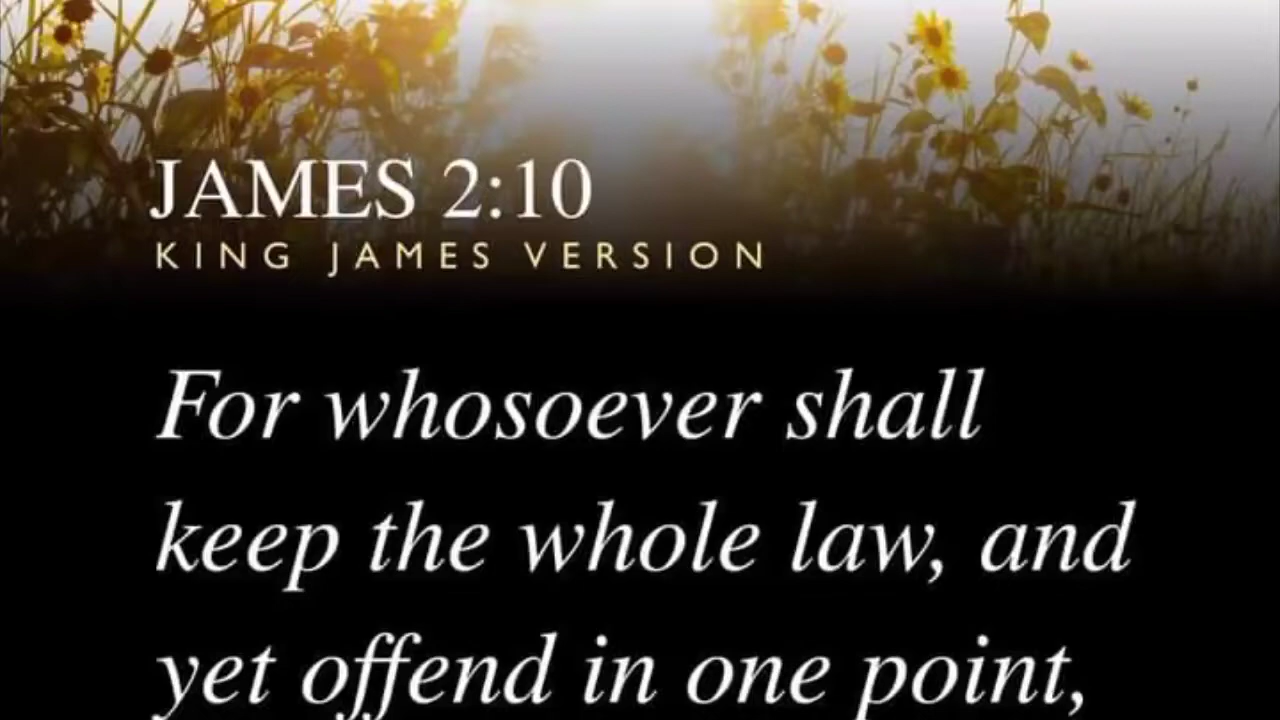 JAMES 2:10
KING JAMES VERSION
For whosoever shall
keep the whole law, and
yet offend in one point,